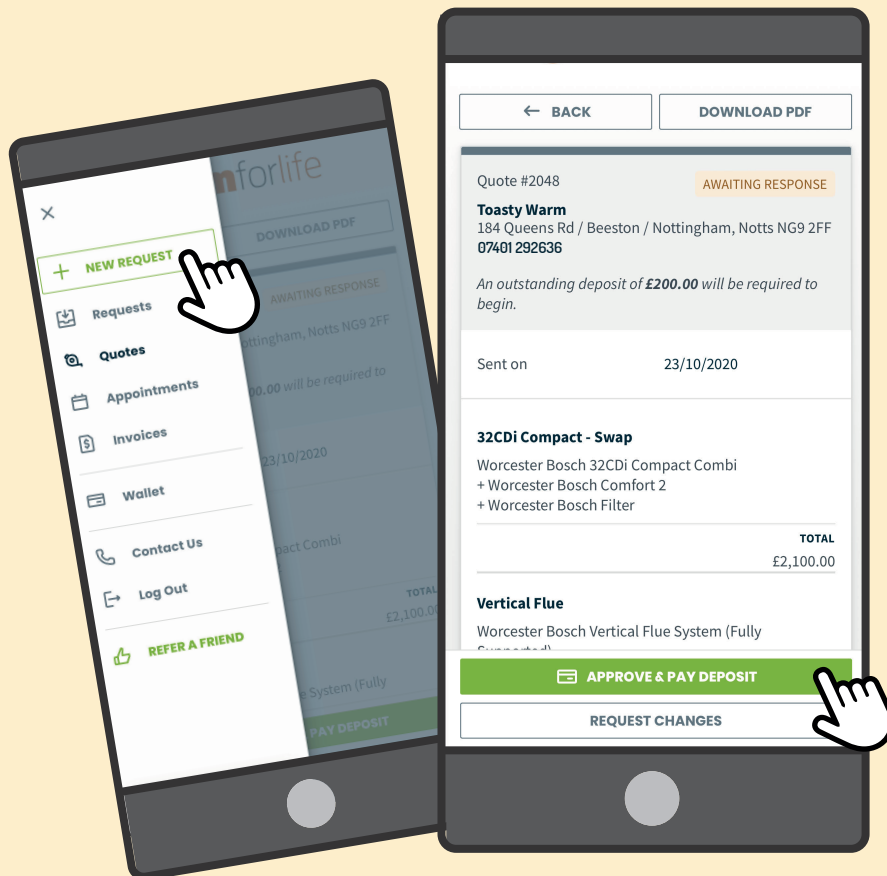 NEW REQUEST
Requests
Quotes
Appointments
Invoices
Wallet
Contact Us
Log Out
REFER A FRIEND
nforlife
DOWNLOAD PDF
AWAITING RESPONSE
ottingham, Notts NG9 2FF
00.00 will be required to
23/10/2020
pact Combi
TOTAL
£2,100.00
e System (Fully
PAY DEPOSIT
← BACK
DOWNLOAD PDF
Quote #2048
AWAITING RESPONSE
Toasty Warm
184 Queens Rd / Beeston / Nottingham, Notts NG9 2FF
07401 292636
An outstanding deposit of £200.00 will be required to
begin.
Sent on 23/10/2020
32CDi Compact - Swap
Worcester Bosch 32CDi Compact Combi
+ Worcester Bosch Comfort 2
+ Worcester Bosch Filter
TOTAL
£2,100.00
Vertical Flue
Worcester Bosch Vertical Flue System (Fully
Supported)
APPROVE & PAY DEPOSIT
REQUEST CHANGES